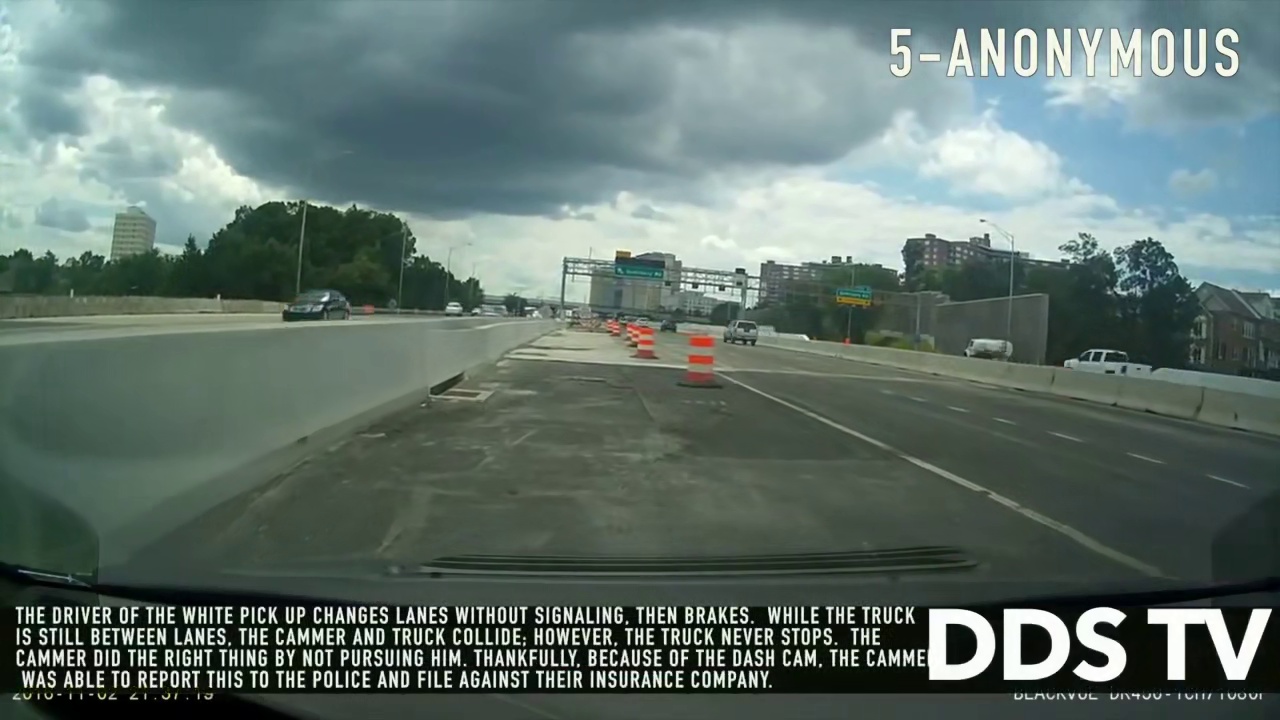 5-ANONYMOUS
THE DRIVER OF THE WHITE PICK UP CHANGES LANES WITHOUT SIGNALING, THEN BRAKES. WHILE THE TRUCK
IS STILL BETWEEN LANES, THE CAMMER AND TRUCK COLLIDE; HOWEVER, THE TRUCK NEVER STOPS. THE
CAMMER DID THE RIGHT THING BY NOT PURSUING HIM. THANKFULLY, BECAUSE OF THE DASH CAM, THE CAMME
WAS ABLE TO REPORT THIS TO THE POLICE AND FILE AGAINST THEIR INSURANCE COMPANY.
DDS TV